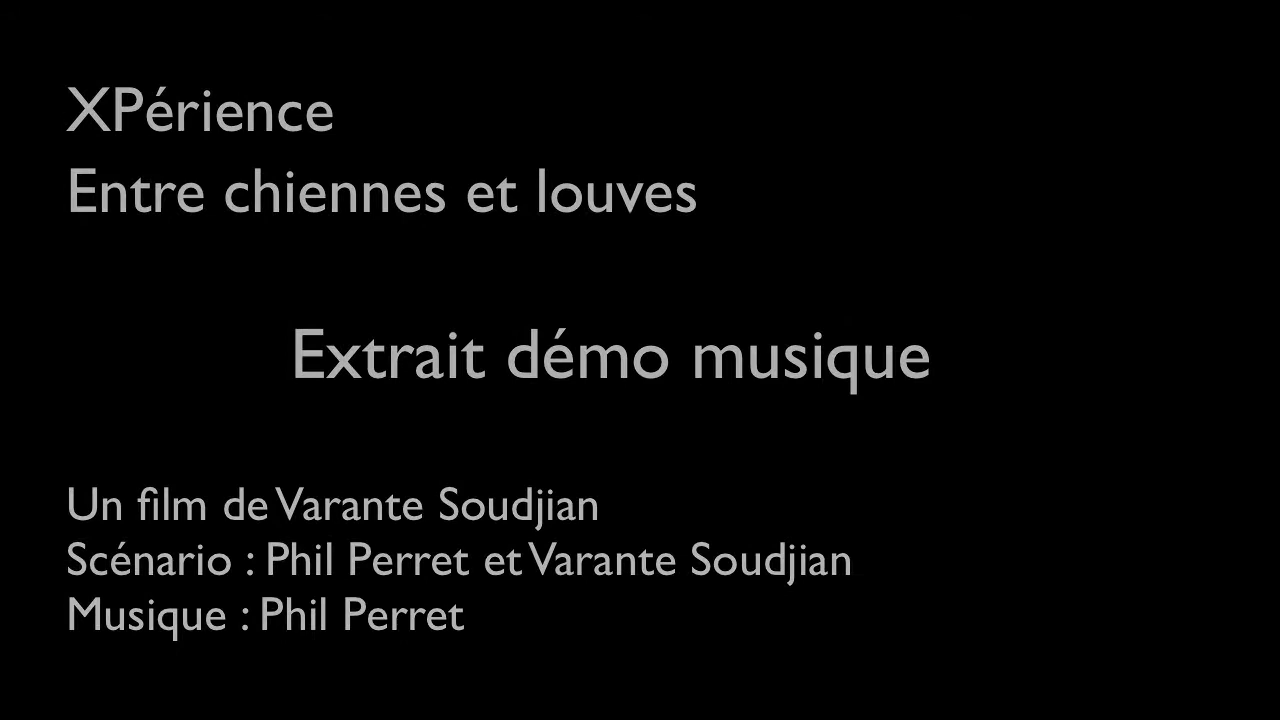 XPérience
Entre chiennes et louves
Extrait démo musique
Un film de Varante Soudjian
Scénario : Phil Perret et Varante Soudjian
Musique : Phil Perret